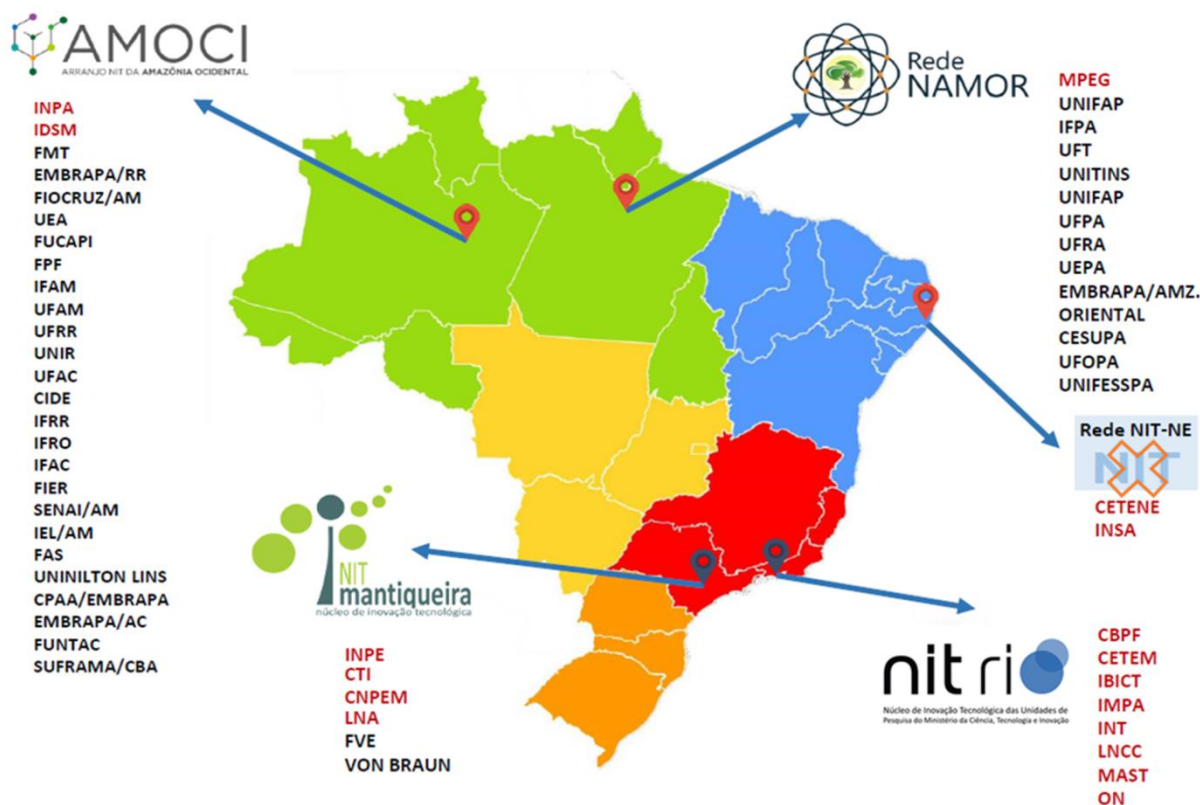 AMOCI
ARRANJO NIT DA AMAZÔNIA OCIDENTAL
INPA
IDSM
FMT
EMBRAPA/RR
FIOCRUZ/AM
UEA
FUCAPI
FPF
IFAM
UFAM
UFRR
UNIR
UFAC
CIDE
IFRR
IFRO
IFAC
FIER
SENAI/AM
IEL/AM
FAS
UNINILTON LINS
CPAA/EMBRAPA
EMBRAPA/AC
FUNTAC
SUFRAMA/CBA
Rede
NAMOR
MPEG
UNIFAP
IFPA
UFT
UNITINS
UNIFAP
UFPA
UFRA
UEPA
EMBRAPA/AMZ.
ORIENTAL
CESUPA
UFOPA
UNIFESSPA
Rede NIT-NE
NIT
CETENE
INSA
NIT
mantiqueira
núcleo de inovação tecnológica
INPE
CTI
CNPEM
LNA
FVE
VON BRAUN
nit rio
Núcleo de Inovação Tecnológica das Unidades de
Pesquisa do Ministério da Ciência, Tecnologia e Inovação
CBPF
CETEM
IBICT
IMPA
INT
LNCC
MAST
ON